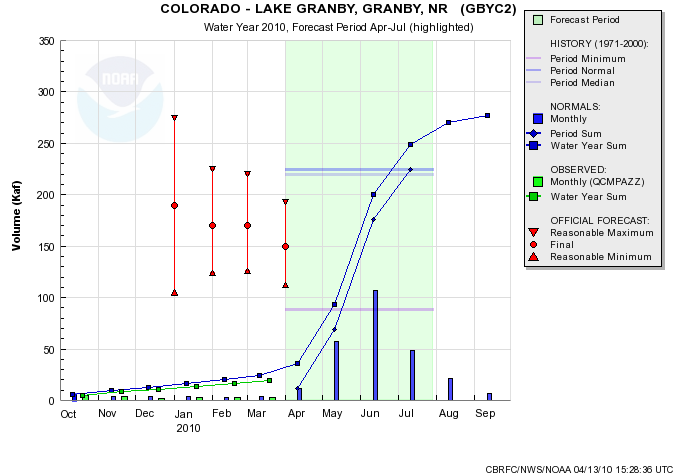 COLORADO - LAKE GRANBY, GRANBY, NR (GBYC2)
Water Year 2010, Forecast Period Apr-Jul (highlighted)
Volume (Kaf)
350
300
250
200
150
100
50
0
NOAA
Oct Nov Dec Jan Feb Mar Apr May Jun Jul Aug Sep
2010
Forecast Period
HISTORY (1971-2000):
Period Minimum
Period Normal
Period Median
NORMALS:
Monthly
Period Sum
Water Year Sum
OBSERVED:
Monthly (QCMPAZZ)
Water Year Sum
OFFICIAL FORECAST:
Reasonable Maximum
Final
Reasonable Minimum
CBRFC/NWS/NOAA 04/13/10 15:28:36 UTC